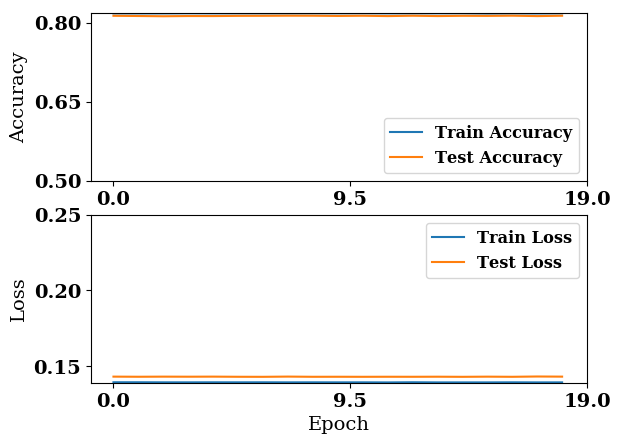 0.80
0.65
0.50
Accuracy
Train Accuracy
Test Accuracy
0.0 9.5 19.0
0.25
0.20
0.15
Loss
Train Loss
Test Loss
0.0 9.5 19.0
Epoch